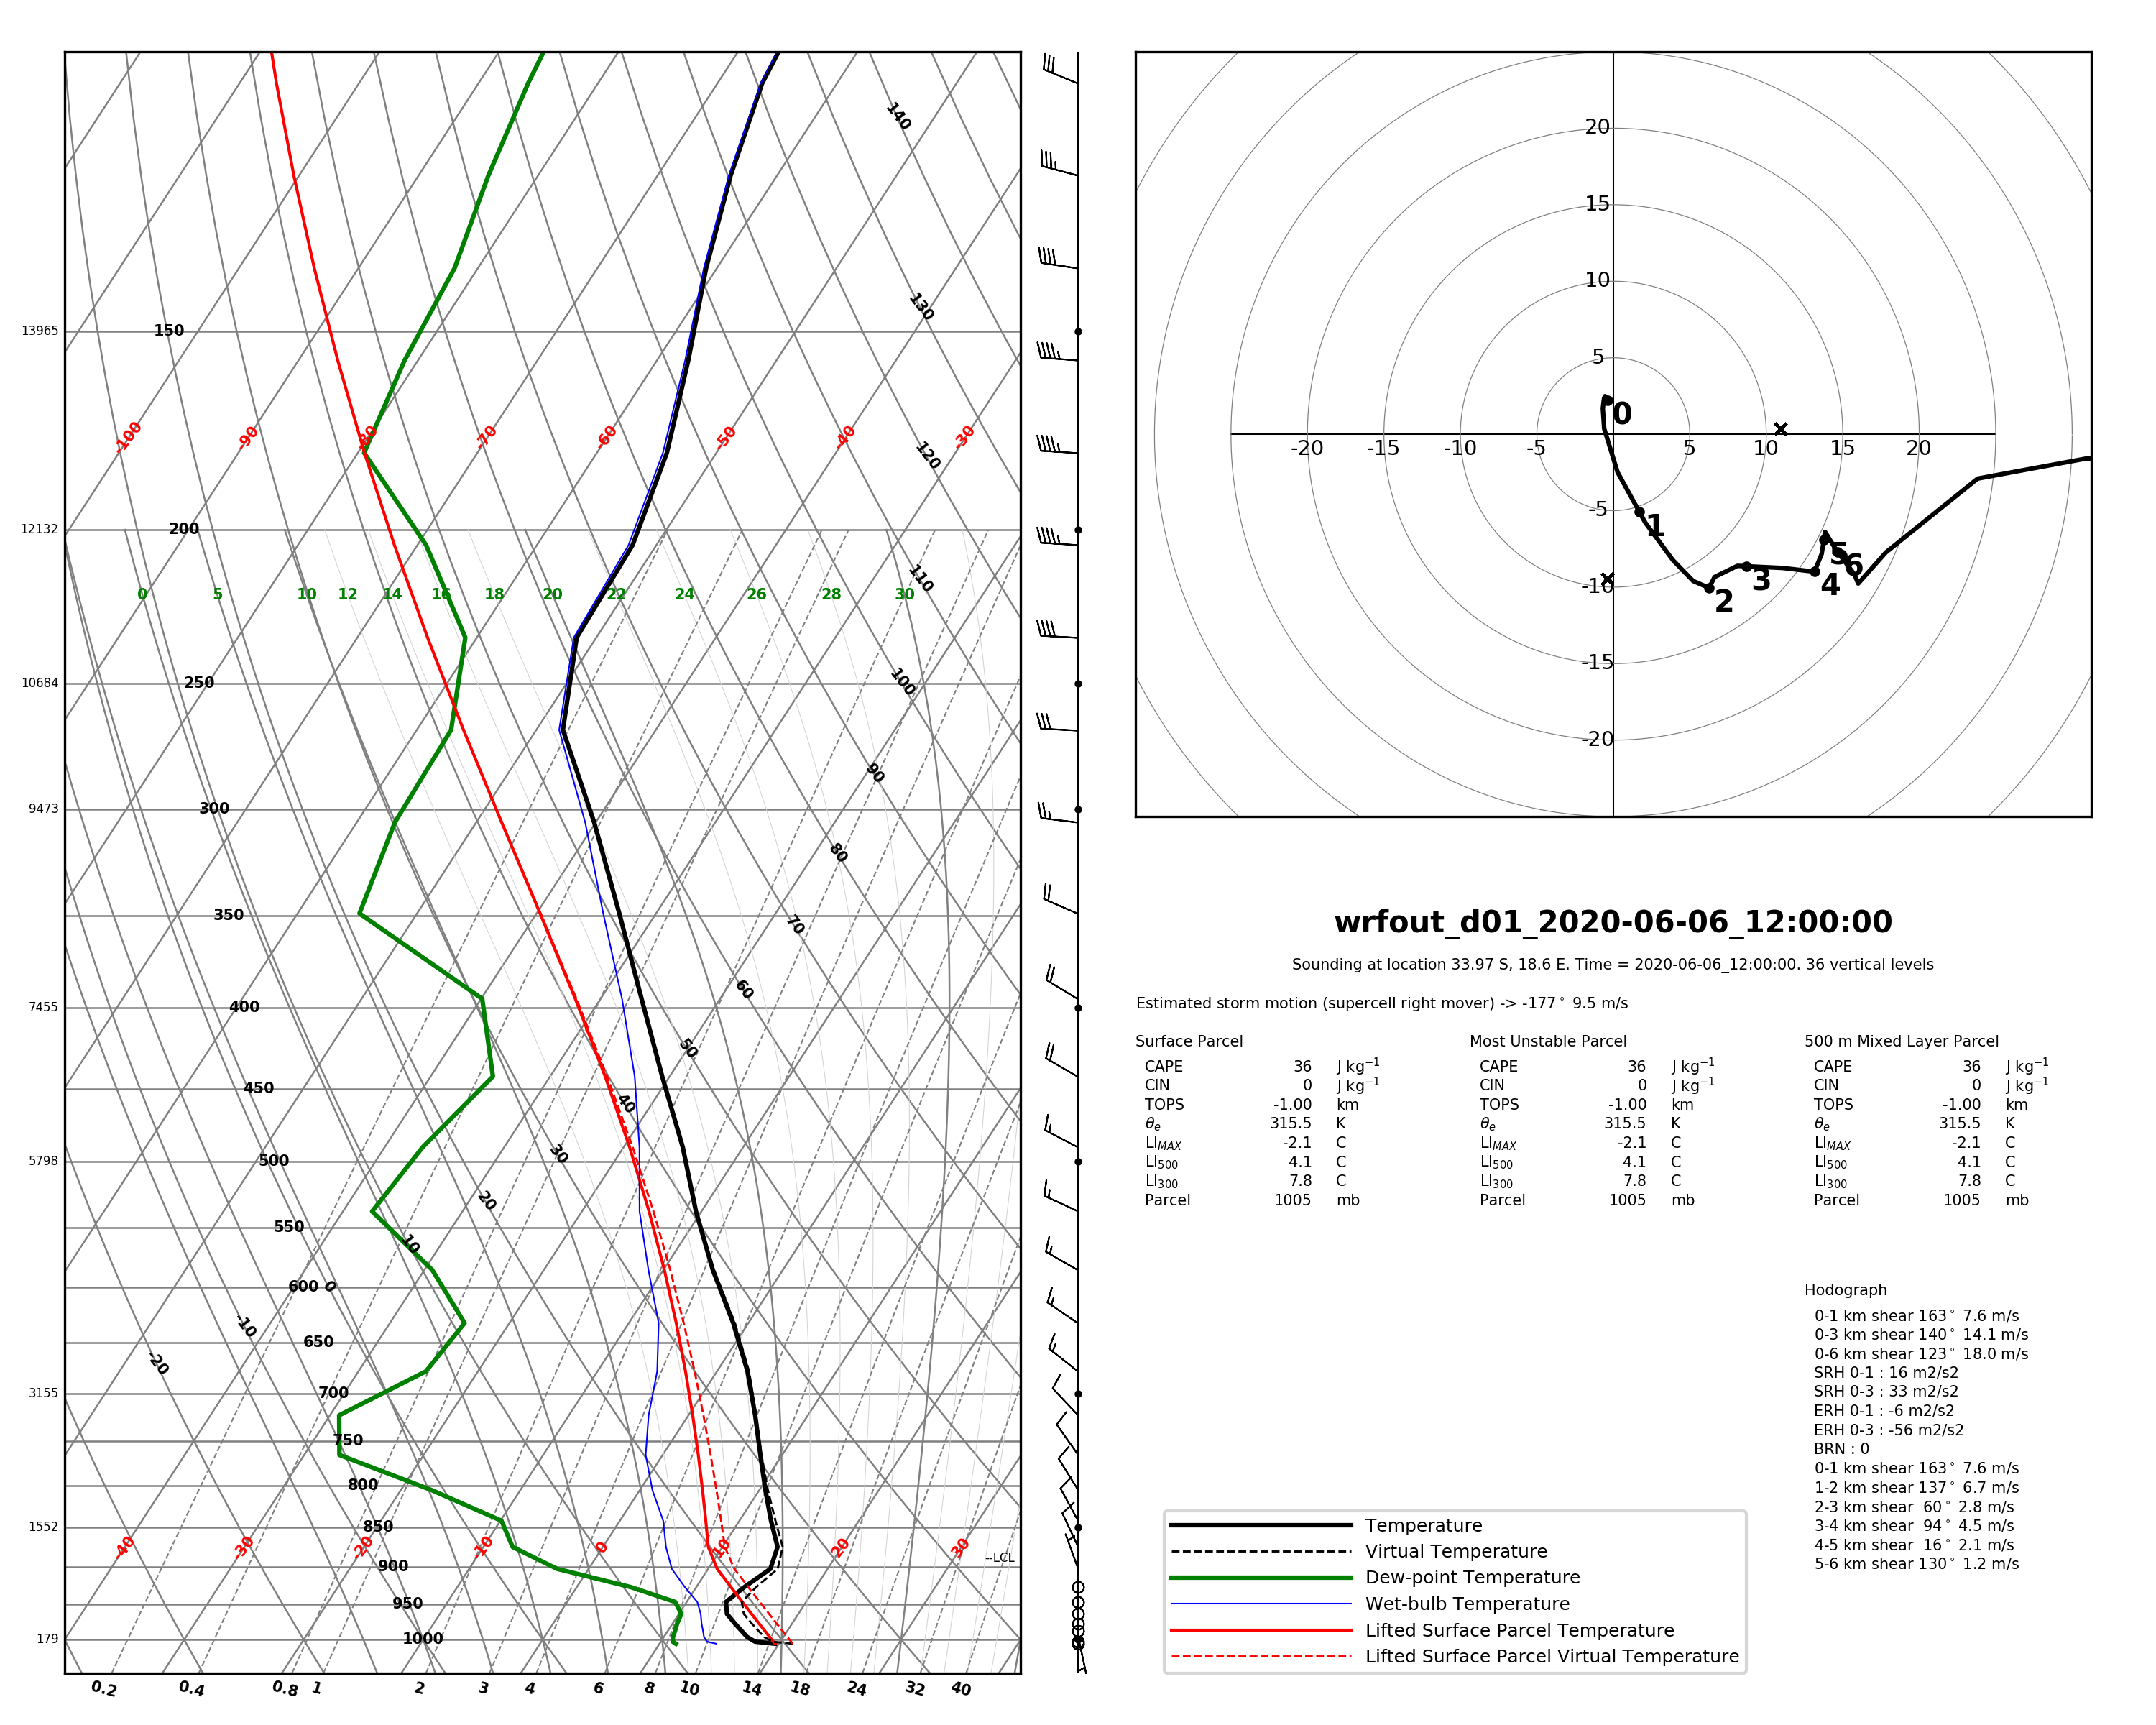 140
130
13965 150
-100 -90 -80 -70 -60 -50 -40 -30
120
12132 200
110
0 5 10 12 14 16 18 20 22 24 26 28 30
10684 250
100
90
9473 300
80
350
70
60
7455 400
50
450
40
5798 500
30
20
550
10
600 0
-10
650
-20
3155 700
750
800
1552 850
-40 -30 -20 -10 0 10 20 30
--LCL
900
950
179 1000
0.2 0.4 0.8 1 2 3 4 6 8 10 14 18 24 32 40
20
15
10
5
0
-20 -15 -10 -5 5 10 15 20
-5
1
5
6
-10
3
4
2
-15
-20
wrfout_d01_2020-06-06_12:00:00
Sounding at location 33.97 S, 18.6 E. Time = 2020-06-06_12:00:00. 36 vertical levels
Estimated storm motion (supercell right mover) -> -177° 9.5 m/s
Surface Parcel
CAPE 36 J kg⁻¹
CIN 0 J kg⁻¹
TOPS -1.00 km
θₑ 315.5 K
LI_MAX -2.1 C
LI₅₀₀ 4.1 C
LI₃₀₀ 7.8 C
Parcel 1005 mb
Most Unstable Parcel
CAPE 36 J kg⁻¹
CIN 0 J kg⁻¹
TOPS -1.00 km
θₑ 315.5 K
LI_MAX -2.1 C
LI₅₀₀ 4.1 C
LI₃₀₀ 7.8 C
Parcel 1005 mb
500 m Mixed Layer Parcel
CAPE 36 J kg⁻¹
CIN 0 J kg⁻¹
TOPS -1.00 km
θₑ 315.5 K
LI_MAX -2.1 C
LI₅₀₀ 4.1 C
LI₃₀₀ 7.8 C
Parcel 1005 mb
Hodograph
0-1 km shear 163° 7.6 m/s
0-3 km shear 140° 14.1 m/s
0-6 km shear 123° 18.0 m/s
SRH 0-1 : 16 m2/s2
SRH 0-3 : 33 m2/s2
ERH 0-1 : -6 m2/s2
ERH 0-3 : -56 m2/s2
BRN : 0
0-1 km shear 163° 7.6 m/s
1-2 km shear 137° 6.7 m/s
2-3 km shear 60° 2.8 m/s
3-4 km shear 94° 4.5 m/s
4-5 km shear 16° 2.1 m/s
5-6 km shear 130° 1.2 m/s
Temperature
Virtual Temperature
Dew-point Temperature
Wet-bulb Temperature
Lifted Surface Parcel Temperature
Lifted Surface Parcel Virtual Temperature